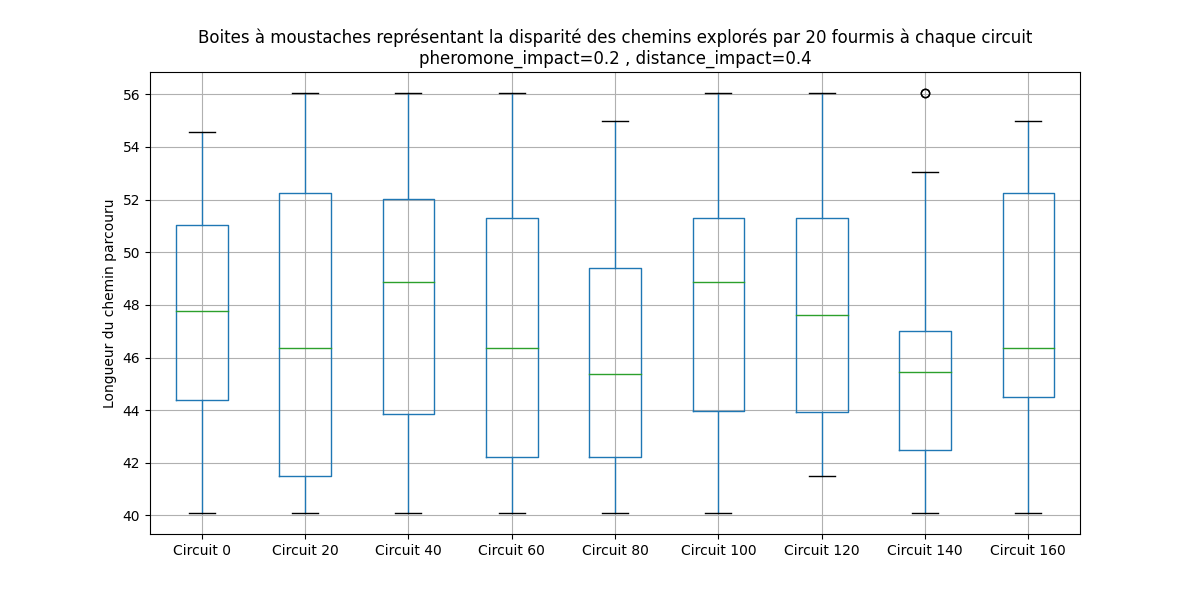 Boites à moustaches représentant la disparité des chemins explorés par 20 fourmis à chaque circuit
pheromone_impact=0.2 , distance_impact=0.4
Longueur du chemin parcouru
56
54
52
50
48
46
44
42
40
Circuit 0 Circuit 20 Circuit 40 Circuit 60 Circuit 80 Circuit 100 Circuit 120 Circuit 140 Circuit 160